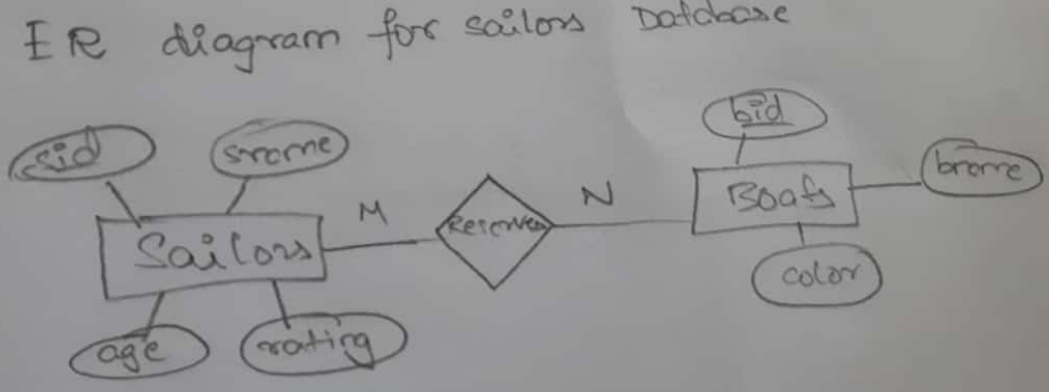 ER diagram for sailors Database
sid
sname
bid
bname
Sailors
M
Reserves
N
Boats
color
age
rating